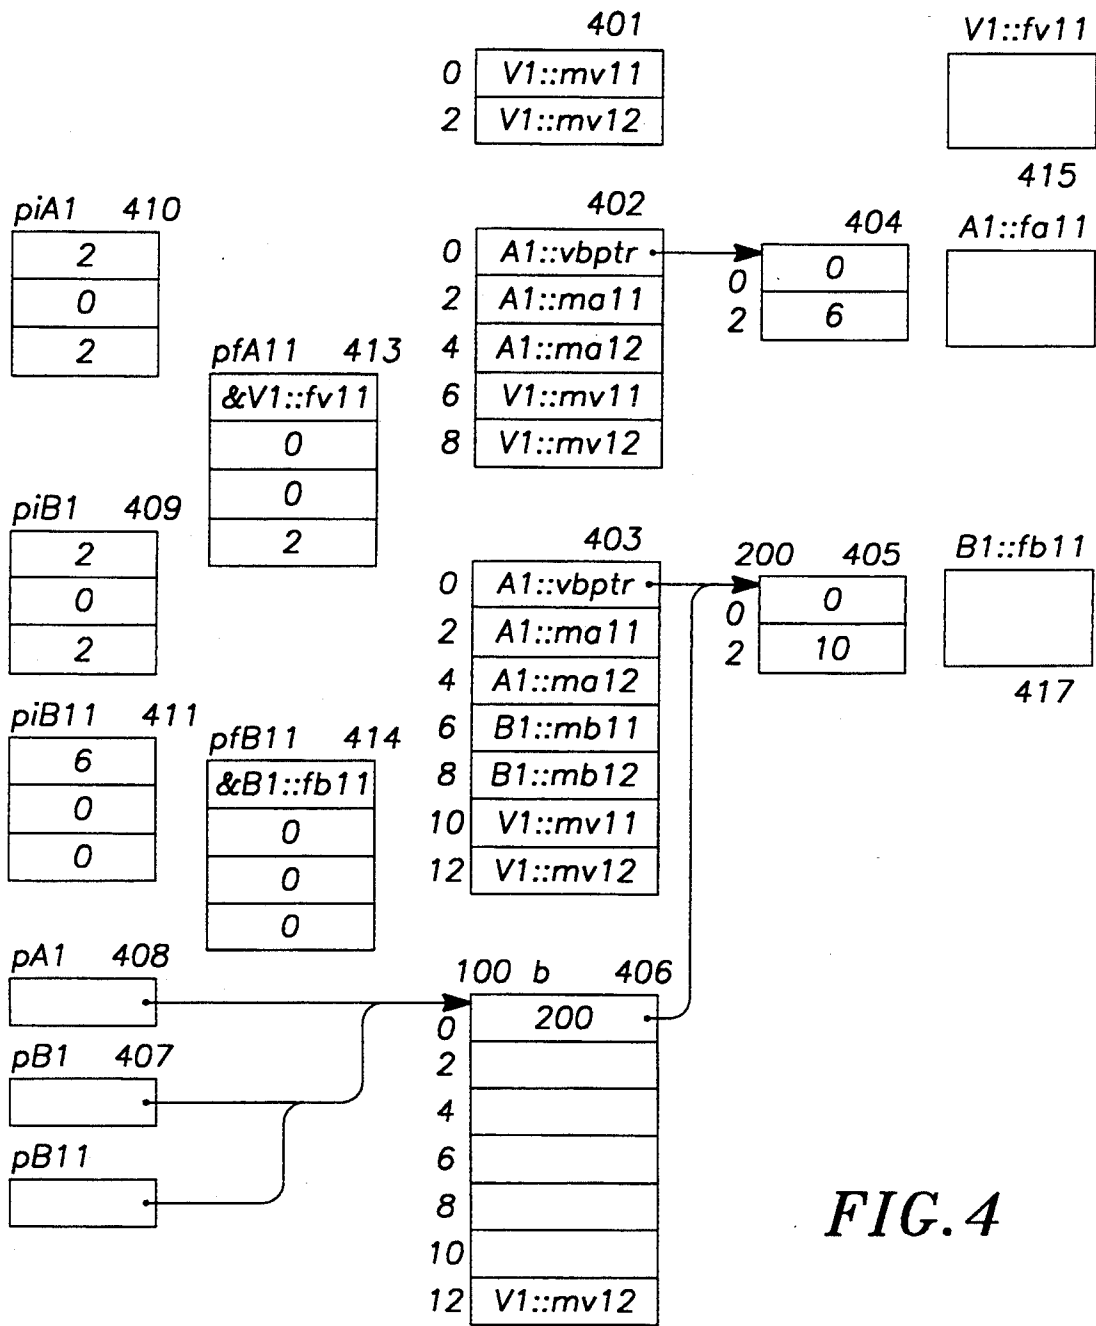 401
V1::fv11
0 V1::mv11
2 V1::mv12
415
piA1 410
2
0
2
402
0 A1::vbptr
2 A1::ma11
4 A1::ma12
6 V1::mv11
8 V1::mv12
404
0 0
2 6
A1::fa11
pfA11 413
&V1::fv11
0
0
2
piB1 409
2
0
2
403
0 A1::vbptr
2 A1::ma11
4 A1::ma12
6 B1::mb11
8 B1::mb12
10 V1::mv11
12 V1::mv12
200 405
0 0
2 10
B1::fb11
417
piB11 411
6
0
0
pfB11 414
&B1::fb11
0
0
0
pA1 408
pB1 407
pB11
100 b 406
0 200
2
4
6
8
10
12 V1::mv12
FIG.4